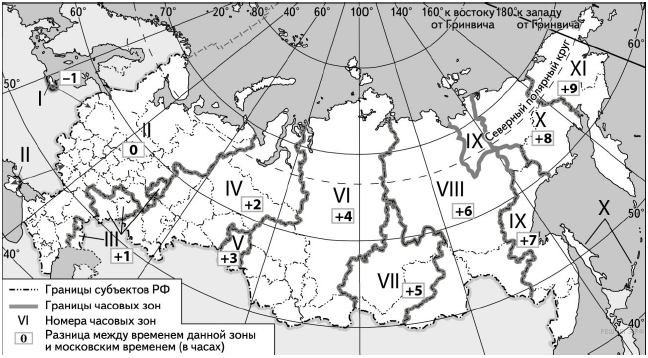 60° 20° 40° 60° 80° 100° 120° 140° 160° к востоку 180° к западу
от Гринвича от Гринвича
60°
Северный полярный круг
50°
−1
I
II
0
II
IX
XI
+9
X
+8
IV
+2
VI
+4
VIII
+6
V
+3
IX
+7
X
50°
40°
III
+1
VII
+5
40°
Границы субъектов РФ
Границы часовых зон
VI Номера часовых зон
0 Разница между временем данной зоны
и московским временем (в часах)